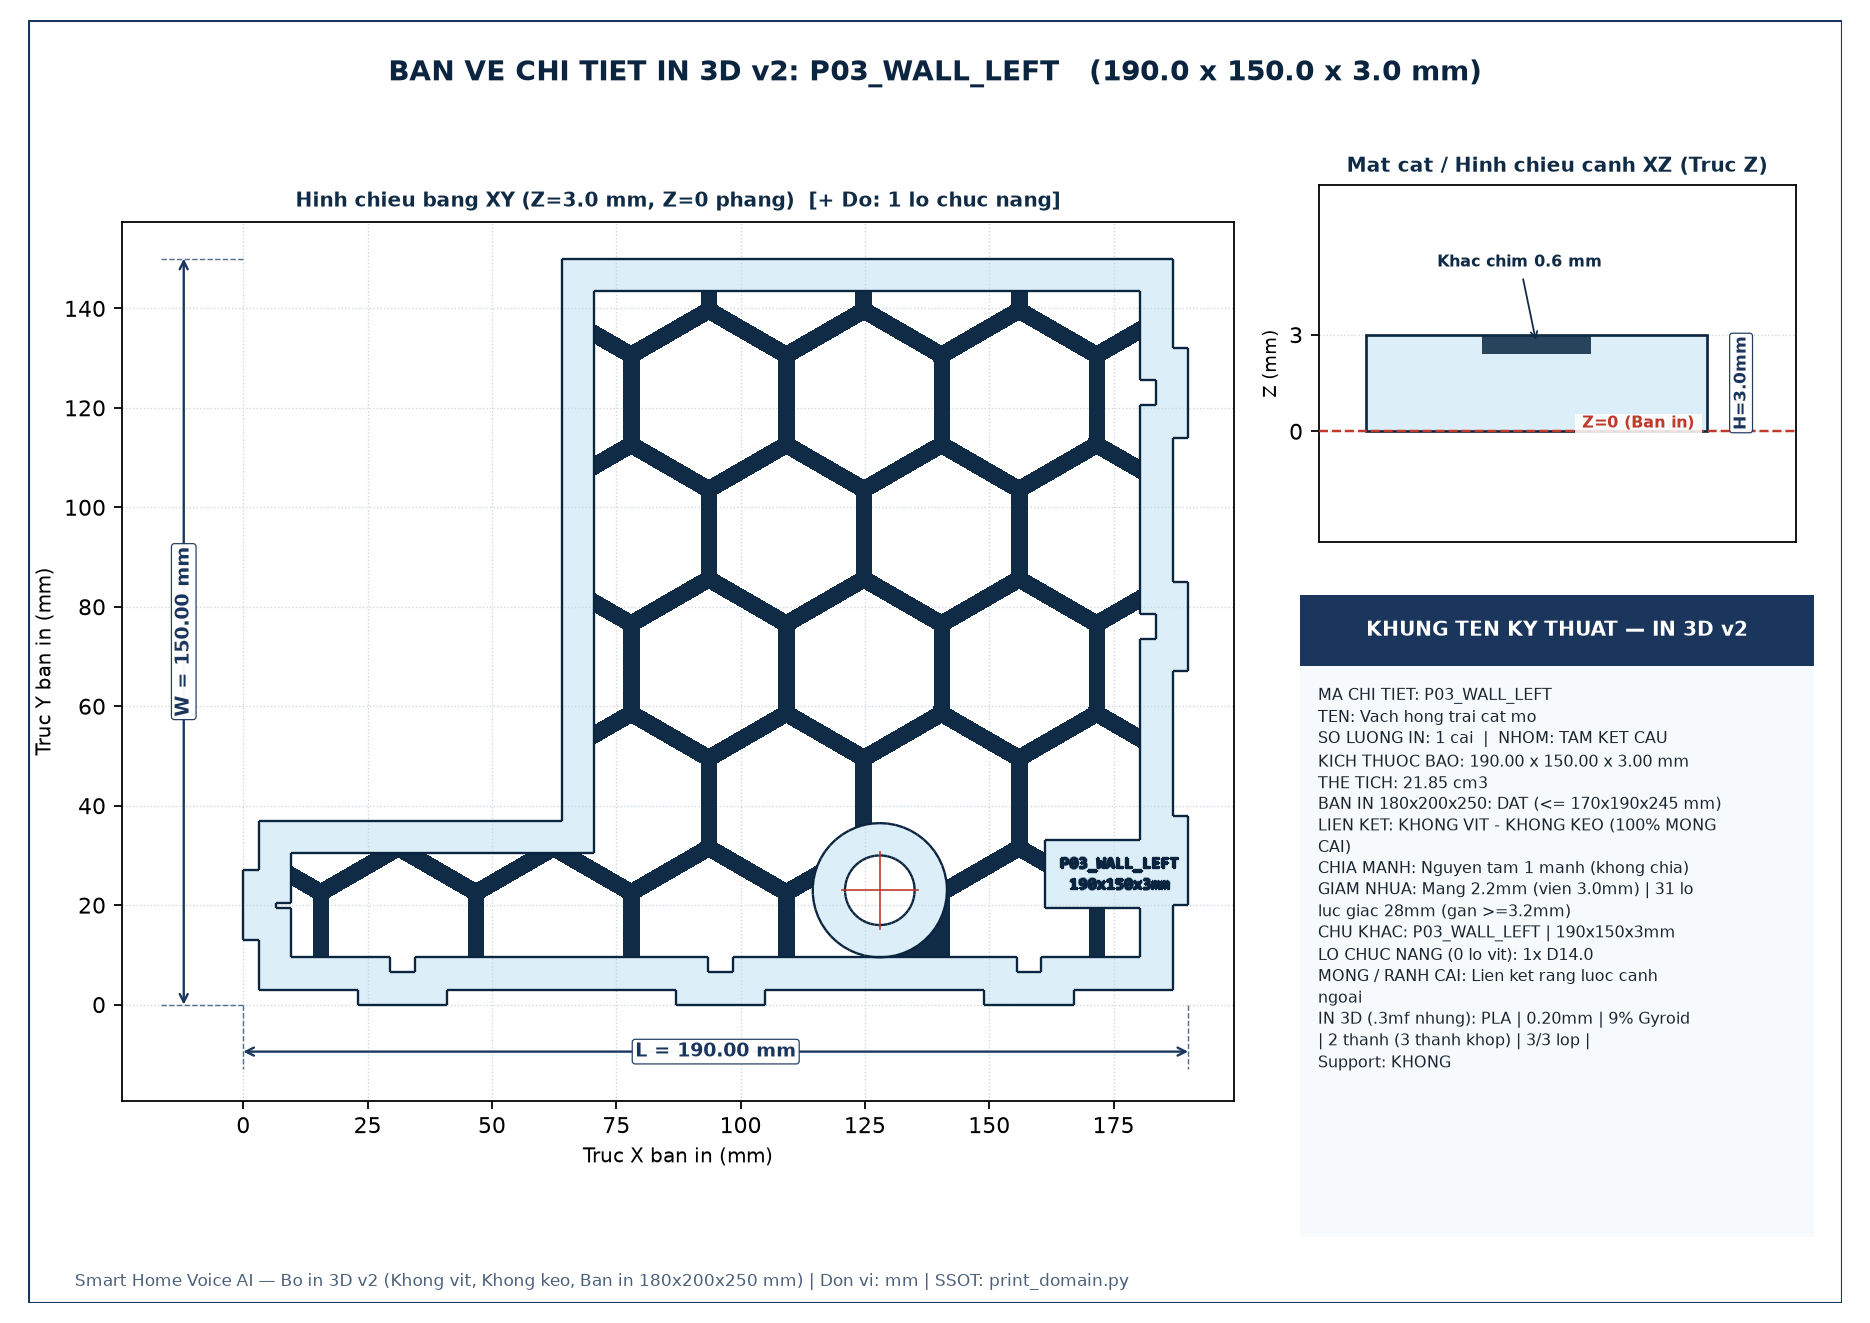 BAN VE CHI TIET IN 3D v2: P03_WALL_LEFT (190.0 x 150.0 x 3.0 mm)
Hinh chieu bang XY (Z=3.0 mm, Z=0 phang) [+ Do: 1 lo chuc nang]
140
120
100
80
60
40
20
0
Truc Y ban in (mm)
W = 150.00 mm
P03_WALL_LEFT
190x150x3mm
L = 190.00 mm
0
25
50
75
100
125
150
175
Truc X ban in (mm)
Mat cat / Hinh chieu canh XZ (Truc Z)
Khac chim 0.6 mm
3
0
Z (mm)
Z=0 (Ban in)
H=3.0mm
KHUNG TEN KY THUAT — IN 3D v2
MA CHI TIET: P03_WALL_LEFT
TEN: Vach hong trai cat mo
SO LUONG IN: 1 cai | NHOM: TAM KET CAU
KICH THUOC BAO: 190.00 x 150.00 x 3.00 mm
THE TICH: 21.85 cm3
BAN IN 180x200x250: DAT (<= 170x190x245 mm)
LIEN KET: KHONG VIT - KHONG KEO (100% MONG
CAI)
CHIA MANH: Nguyen tam 1 manh (khong chia)
GIAM NHUA: Mang 2.2mm (vien 3.0mm) | 31 lo
luc giac 28mm (gan >=3.2mm)
CHU KHAC: P03_WALL_LEFT | 190x150x3mm
LO CHUC NANG (0 lo vit): 1x D14.0
MONG / RANH CAI: Lien ket rang luoc canh
ngoai
IN 3D (.3mf nhung): PLA | 0.20mm | 9% Gyroid
| 2 thanh (3 thanh khop) | 3/3 lop |
Support: KHONG
Smart Home Voice AI — Bo in 3D v2 (Khong vit, Khong keo, Ban in 180x200x250 mm) | Don vi: mm | SSOT: print_domain.py